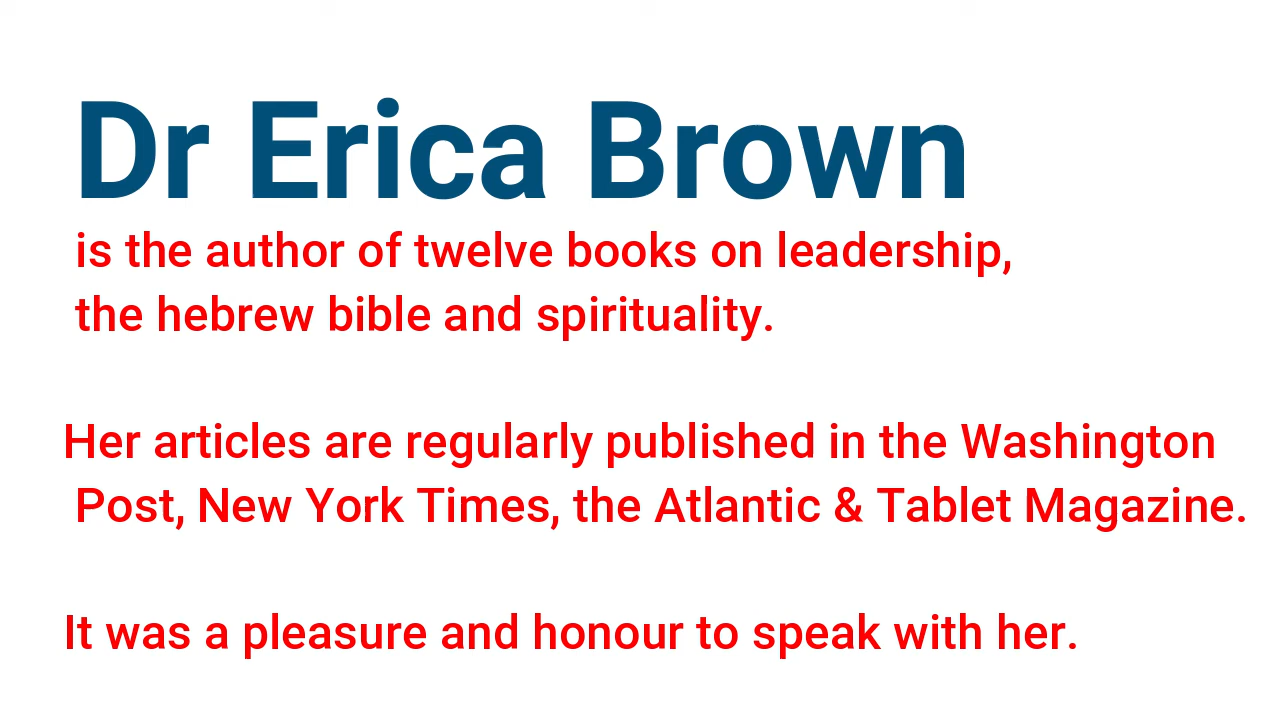 Dr Erica Brown
is the author of twelve books on leadership,
the hebrew bible and spirituality.
Her articles are regularly published in the Washington
Post, New York Times, the Atlantic & Tablet Magazine.
It was a pleasure and honour to speak with her.